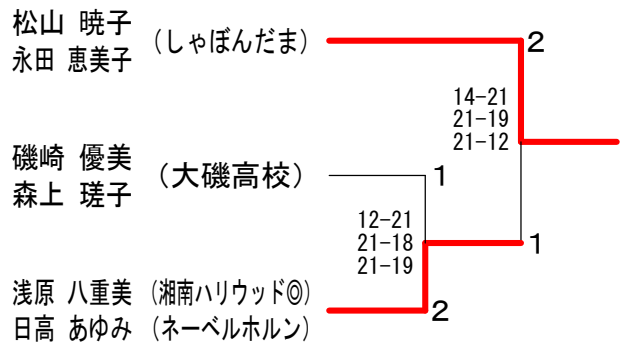 松山 暁子
永田 恵美子
(しゃぼんだま)
2
14-21
21-19
21-12
磯崎 優美
森上 瑳子
(大磯高校)
1
12-21
21-18
21-19
1
浅原 八重美 (湘南ハリウッド◎)
日高 あゆみ (ネーベルホルン)
2